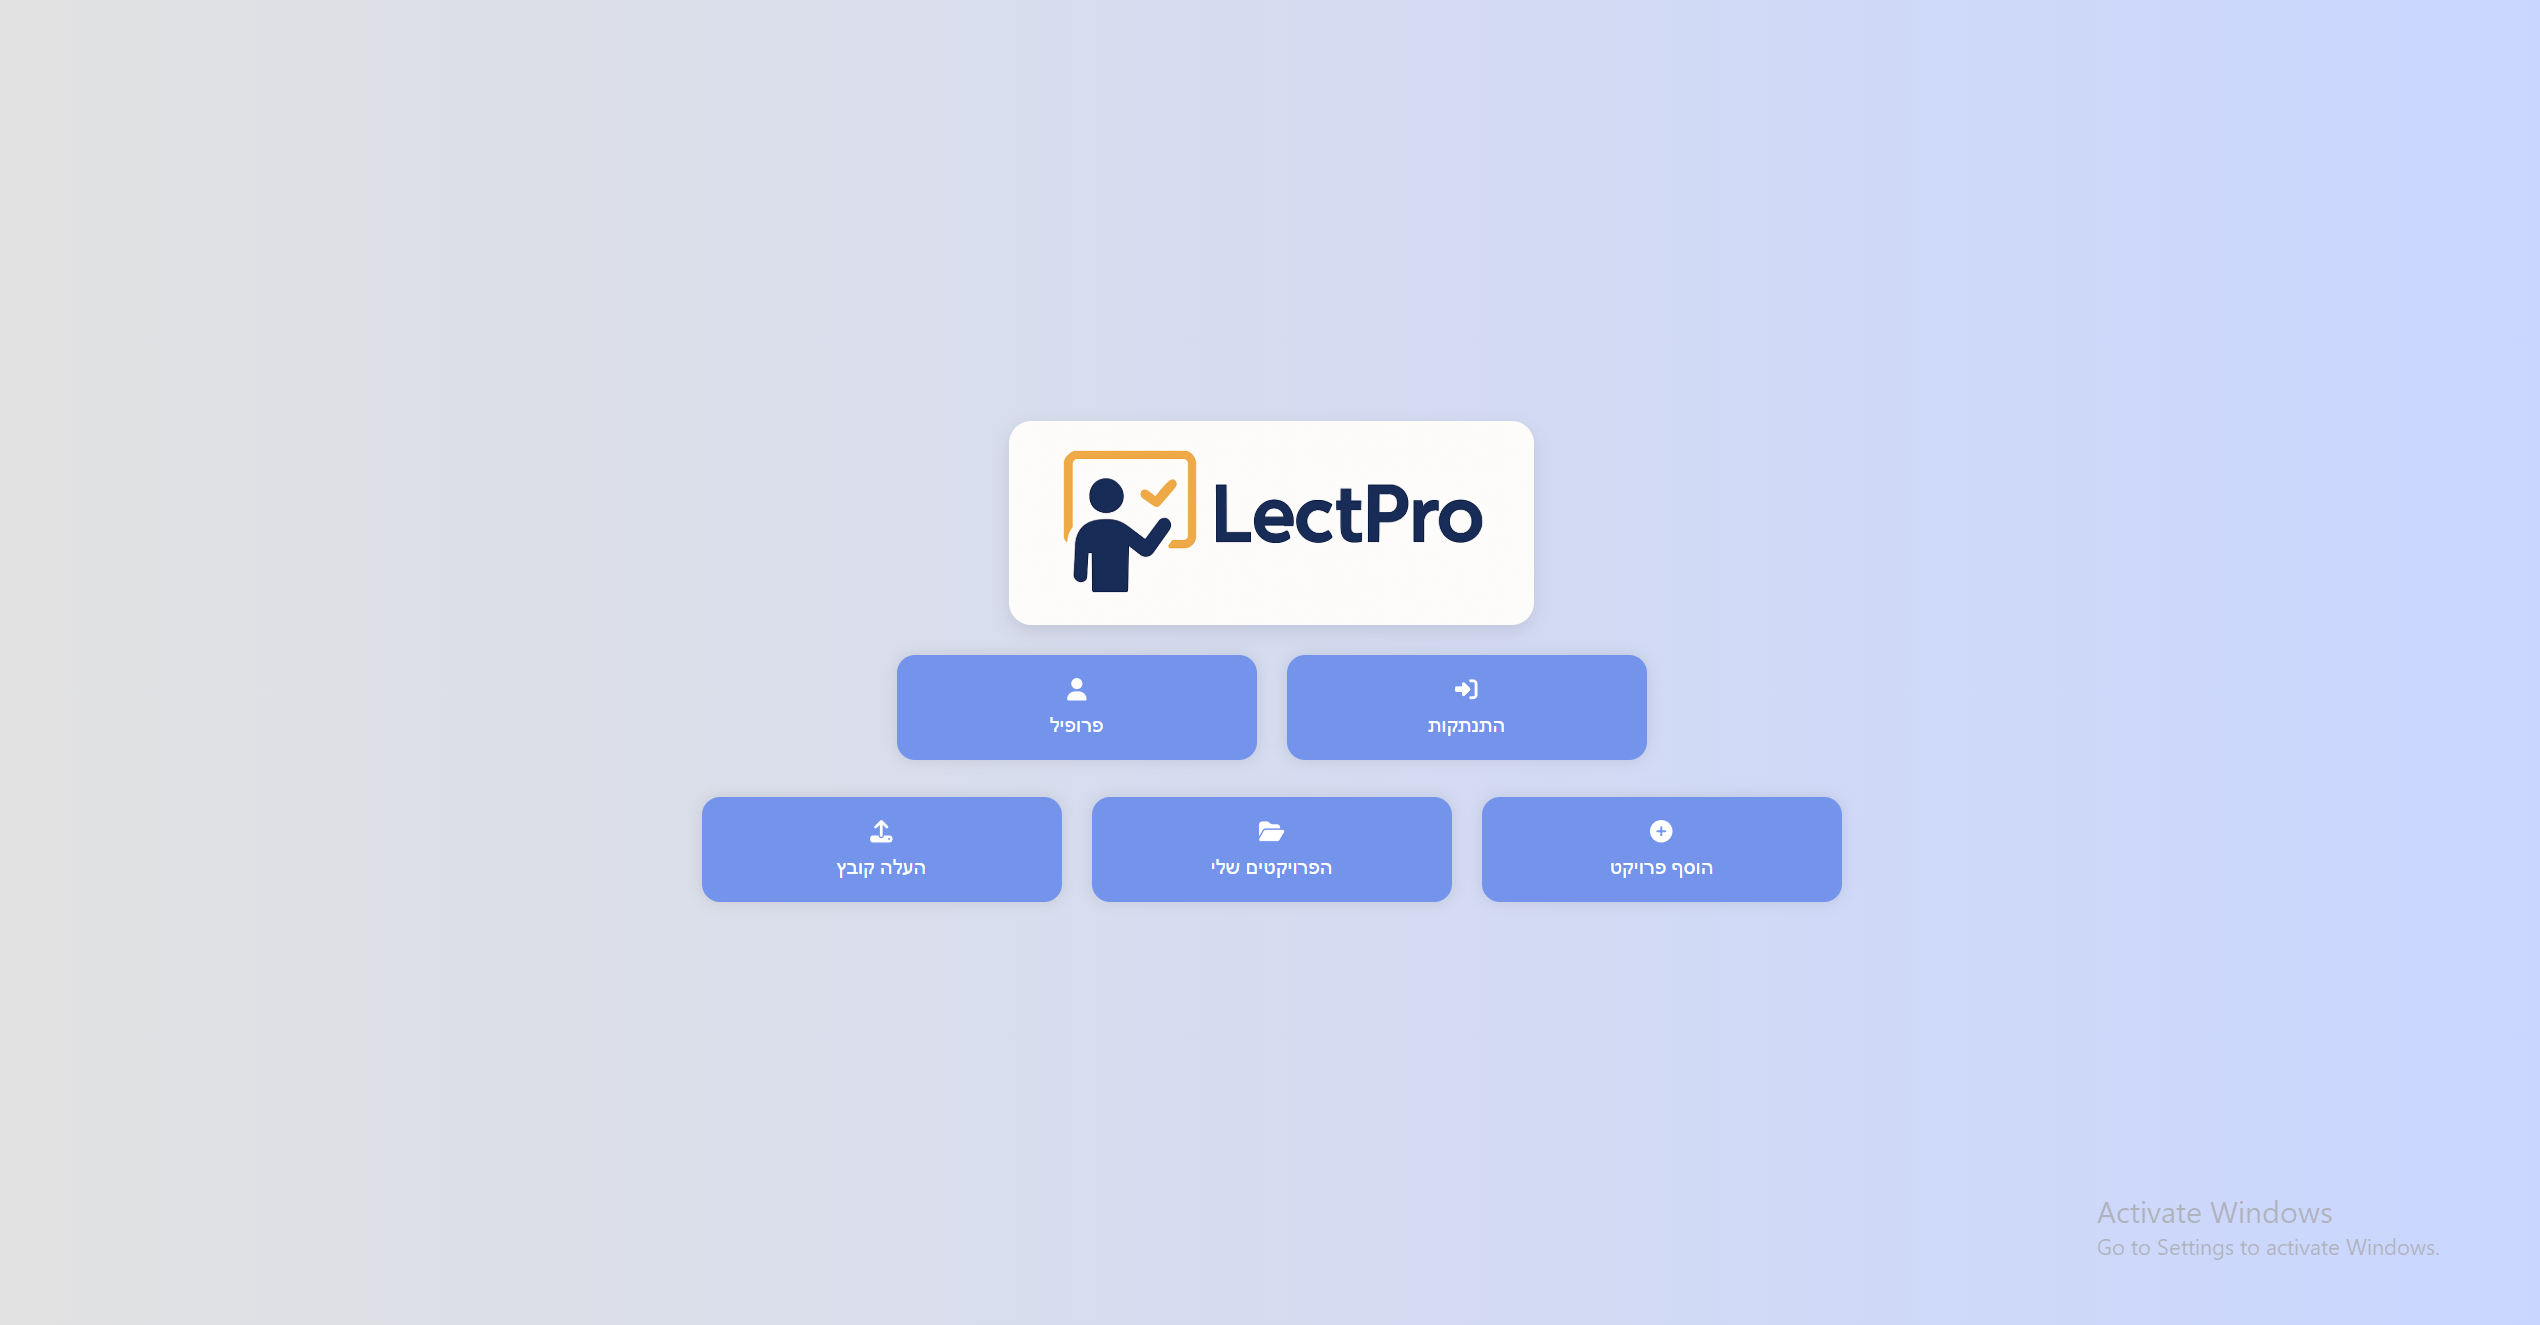 LectPro
התנתקות
פרופיל
הוסף פרויקט
הפרויקטים שלי
העלה קובץ
Activate Windows
Go to Settings to activate Windows.